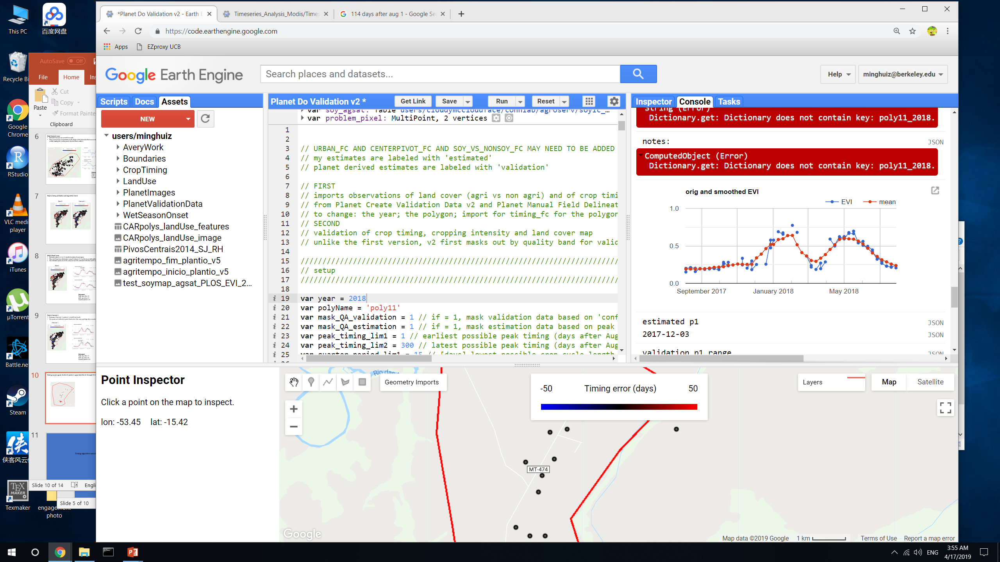 This PC
百度网盘
Recycle Bi
Google Chrome
RStudio
VLC medi
player
iTunes
µTorrent
Battle.ne
Steam
Texmaker
engagement
photo
AutoSave Off
File Home Ins
Paste
Cut
Copy
Format Painte
Clipboard
6
7
8
9
10
11
Slide 10 of 14 Engli
Slide 5 of 10
*Planet Do Validation v2 - Earth E
Timeseries_Analysis_Modis/Times
114 days after aug 1 - Google Se
https://code.earthengine.google.com
Apps EZproxy UCB
Google Earth Engine
Search places and datasets...
Help
minghuiz@berkeley.edu
Scripts Docs Assets
NEW
users/minghuiz
AveryWork
Boundaries
CropTiming
LandUse
PlanetImages
PlanetValidationData
WetSeasonOnset
CARpolys_landUse_features
CARpolys_landUse_image
PivosCentrais2014_SJ_RH
agritempo_fim_plantio_v5
agritempo_inicio_plantio_v5
test_soymap_agsat_PLOS_EVI_2...
Planet Do Validation v2 *
Get Link Save Run Reset
var problem_pixel: MultiPoint, 2 vertices
1
2
3 // URBAN_FC AND CENTERPIVOT_FC AND SOY_VS_NONSOY_FC MAY NEED TO BE ADDED
4 // my estimates are labeled with 'estimated'
5 // planet derived estimates are labeled with 'validation'
6
7 // FIRST
8 // imports observations of land cover (agri vs non agri) and of crop timi
9 // from Planet Create Validation Data v2 and Planet Manual Field Delineat
10 // to change: the year; the polygon; import for timing_fc for the polygon
11 // SECOND
12 // validation of crop timing, cropping intensity and land cover map
13 // unlike the first version, v2 first masks out by quality band for valid
14
15 /////////////////////////////////////////////////////////////////////////
16 // setup
17 /////////////////////////////////////////////////////////////////////////
18
19 var year = 2018
20 var polyName = 'poly11'
21 var mask_QA_validation = 1 // if = 1, mask validation data based on 'conf
22 var mask_QA_estimation = 1 // if = 1, mask estimation data based on peak
23 var peak_timing_lim1 = 1 // earliest possible peak timing (days after Aug
24 var peak_timing_lim2 = 300 // latest possible peak timing (days after Aug
25 var quarter_period_lim1 = 15 // [days] lowest possible crop cycle length
Inspector Console Tasks
String (Error)
Dictionary.get: Dictionary does not contain key: poly11_2018.
notes:
JSON
ComputedObject (Error)
Dictionary.get: Dictionary does not contain key: poly11_2018.
orig and smoothed EVI
EVI mean
1.0
0.5
0.0
September 2017 January 2018 May 2018
estimated p1
JSON
2017-12-03
JSON
validation p1 range
JSON
Point Inspector
Click a point on the map to inspect.
lon: -53.45 lat: -15.42
Geometry Imports
-50 Timing error (days) 50
Layers
Map Satellite
MT-474
Google
Map data ©2019 Google 1 km Terms of Use Report a map error
ENG
3:55 AM
4/17/2019